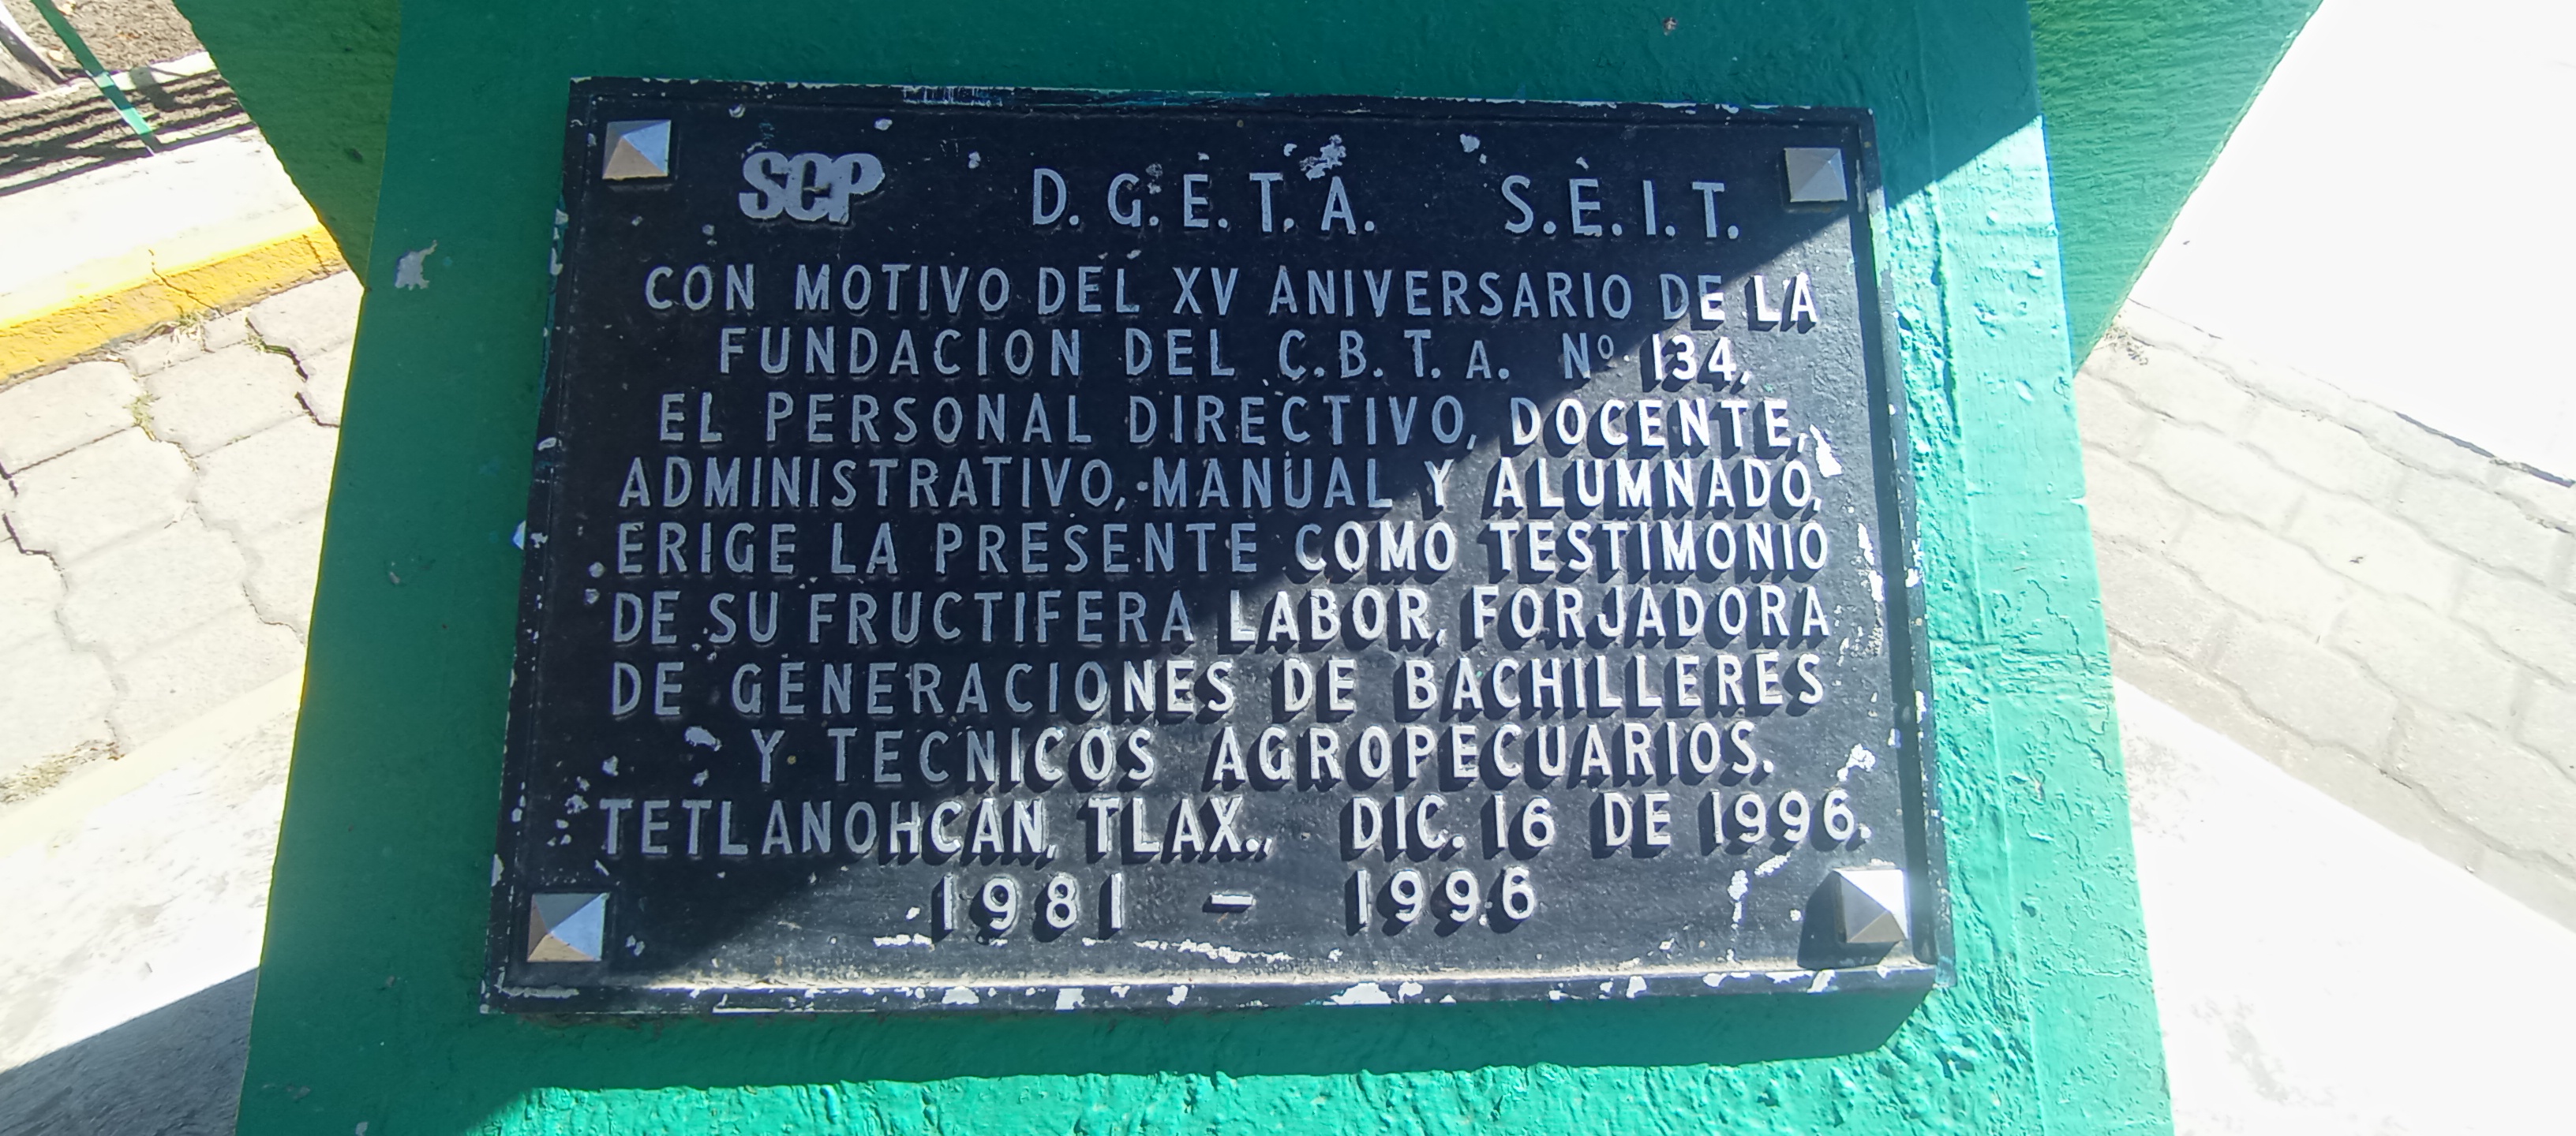 SEP D.G.E.T.A. S.E.I.T.
CON MOTIVO DEL XV ANIVERSARIO DE LA
FUNDACION DEL C.B.T.A. Nº 134,
EL PERSONAL DIRECTIVO, DOCENTE,
ADMINISTRATIVO, MANUAL Y ALUMNADO,
ERIGE LA PRESENTE COMO TESTIMONIO
DE SU FRUCTIFERA LABOR, FORJADORA
DE GENERACIONES DE BACHILLERES
Y TECNICOS AGROPECUARIOS.
TETLANOHCAN, TLAX., DIC. 16 DE 1996.
1981 - 1996